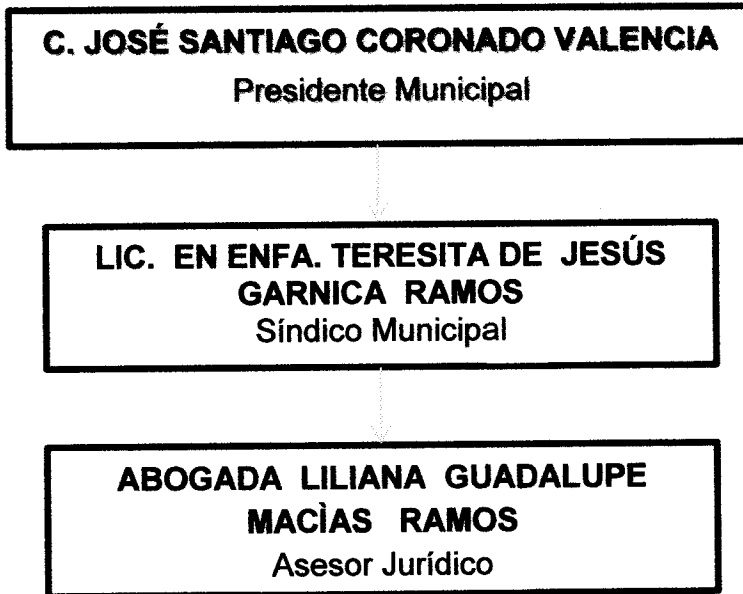 C. JOSÉ SANTIAGO CORONADO VALENCIA
Presidente Municipal
LIC. EN ENFA. TERESITA DE JESÚS
GARNICA RAMOS
Síndico Municipal
ABOGADA LILIANA GUADALUPE
MACÌAS RAMOS
Asesor Jurídico